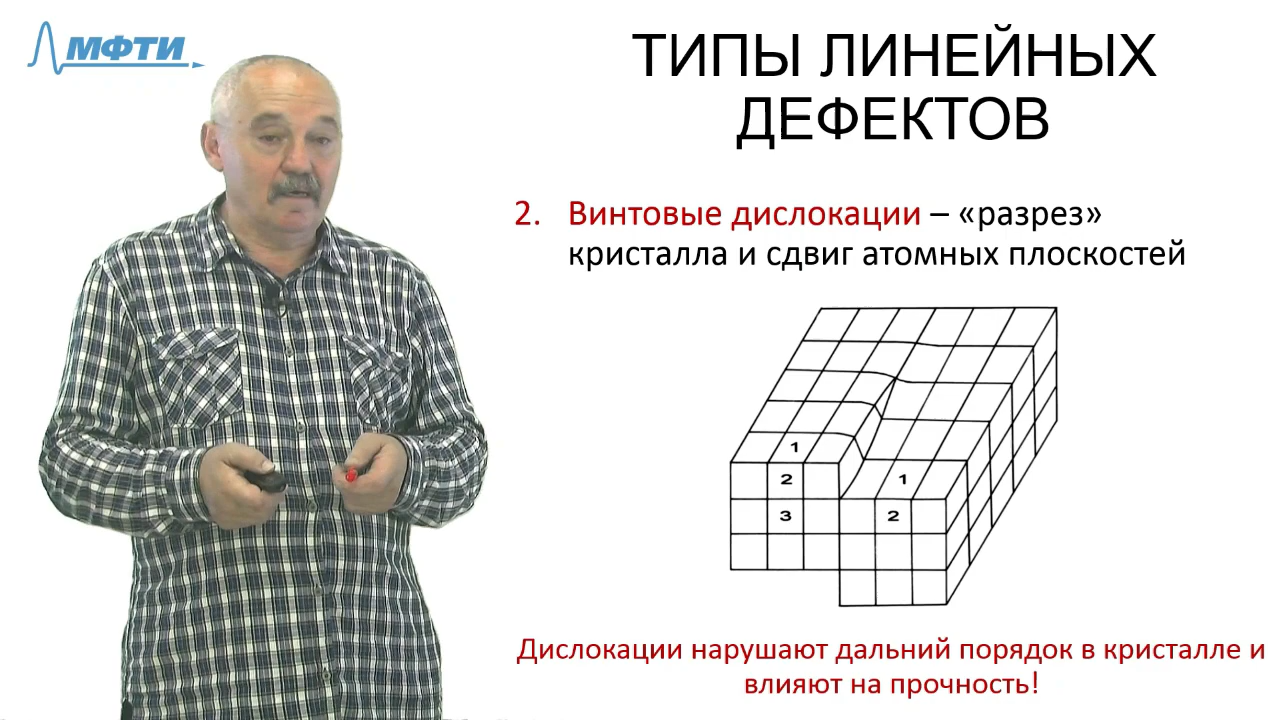 МФТИ
ТИПЫ ЛИНЕЙНЫХ
ДЕФЕКТОВ
2. Винтовые дислокации – «разрез»
кристалла и сдвиг атомных плоскостей
1
2 1
3 2
Дислокации нарушают дальний порядок в кристалле и
влияют на прочность!